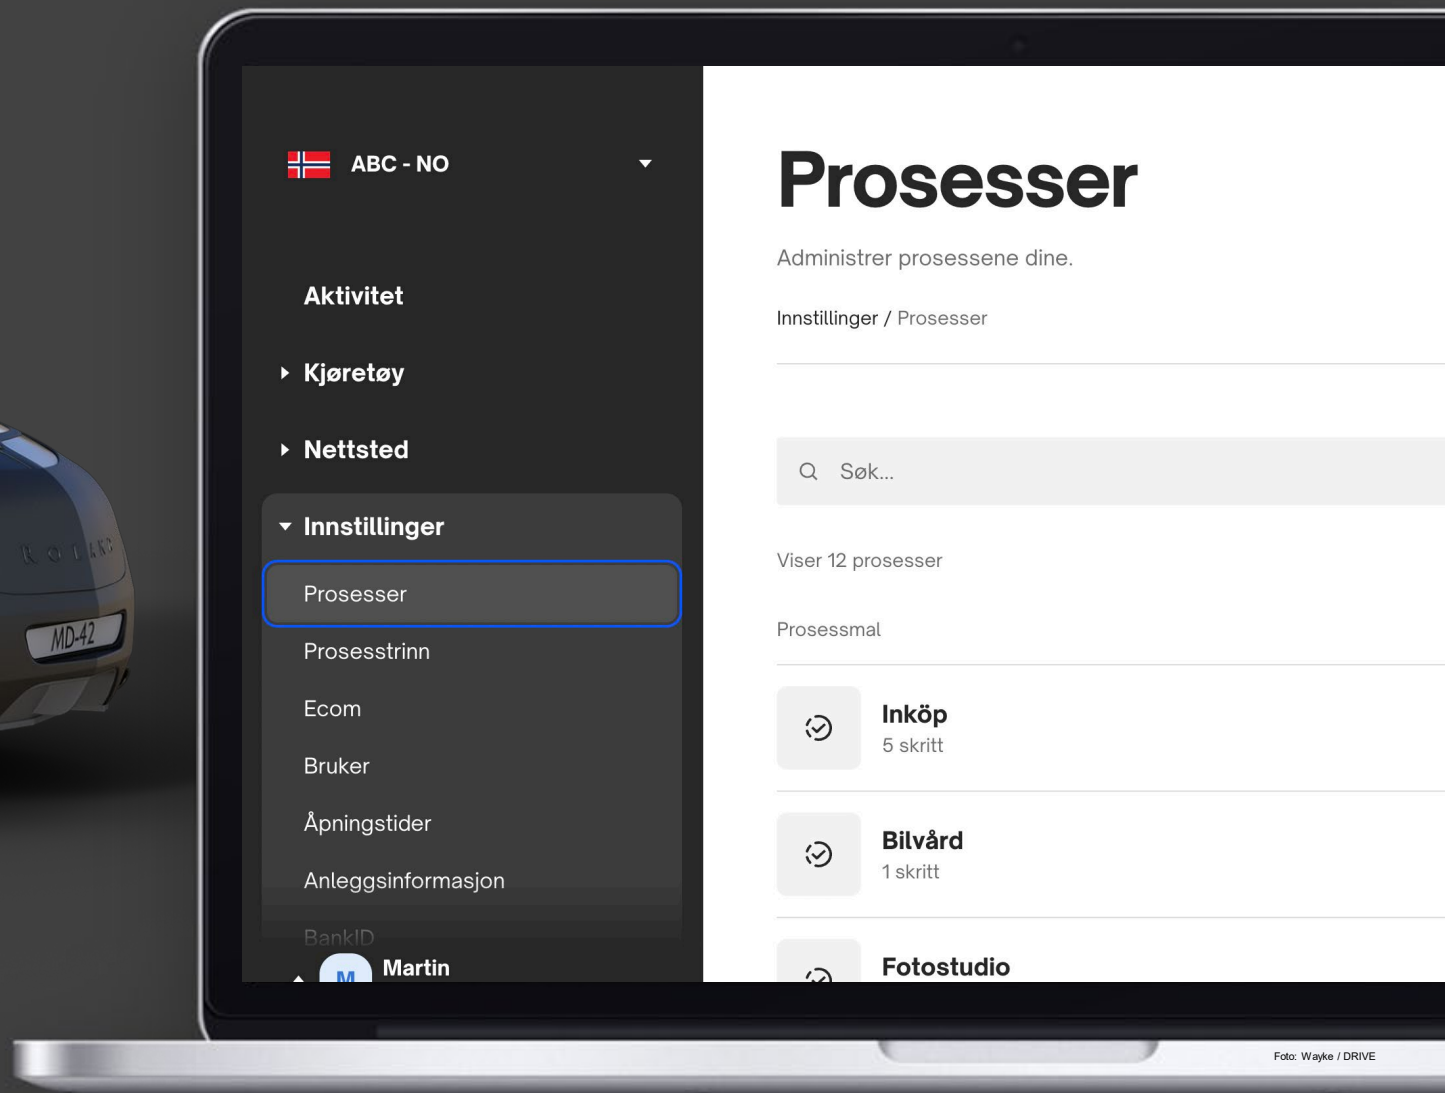 ABC - NO
Aktivitet
Kjøretøy
Nettsted
Innstillinger
Prosesser
Prosesstrinn
Ecom
Bruker
Åpningstider
Anleggsinformasjon
BankID
M
Martin
Prosesser
Administrer prosessene dine.
Innstillinger / Prosesser
Søk...
Viser 12 prosesser
Prosessmal
Inköp
5 skritt
Bilvård
1 skritt
Fotostudio
MD-42
Foto: Wayke / DRIVE